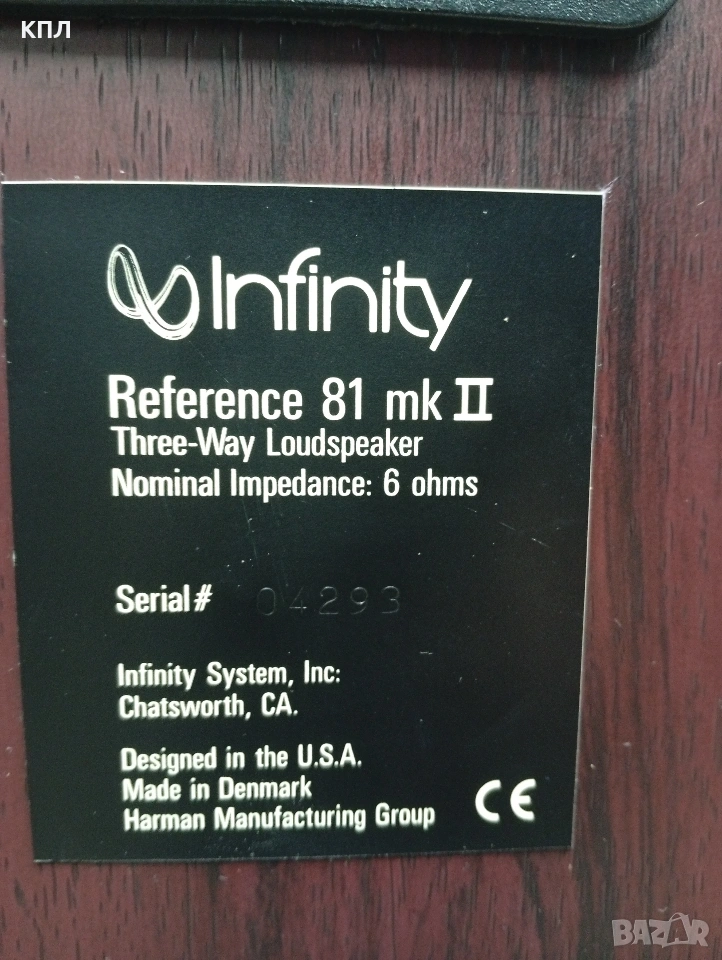 КПЛ
Infinity
Reference 81 mk II
Three-Way Loudspeaker
Nominal Impedance: 6 ohms
Serial# 04293
Infinity System, Inc:
Chatsworth, CA.
Designed in the U.S.A.
Made in Denmark
Harman Manufacturing Group
CE
BAZAR